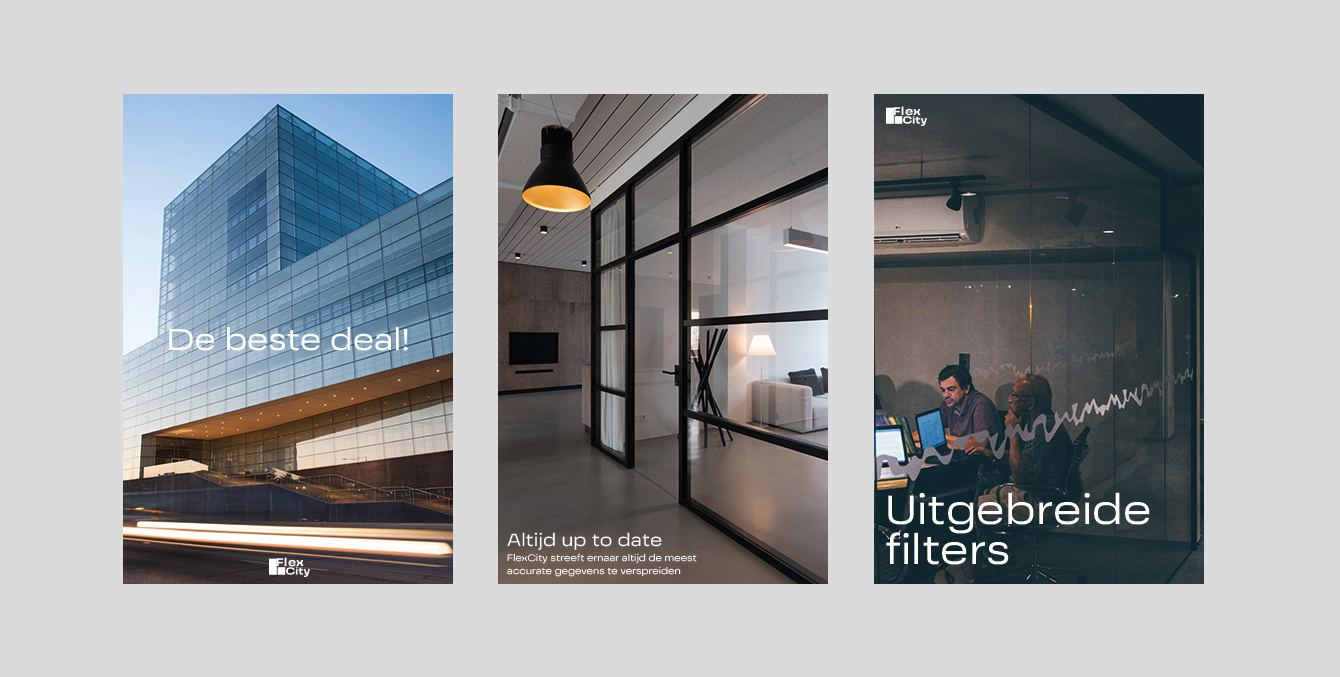 De beste deal!
Flex
City
Altijd up to date
FlexCity streeft ernaar altijd de meest
accurate gegevens te verspreiden
Flex
City
Uitgebreide
filters